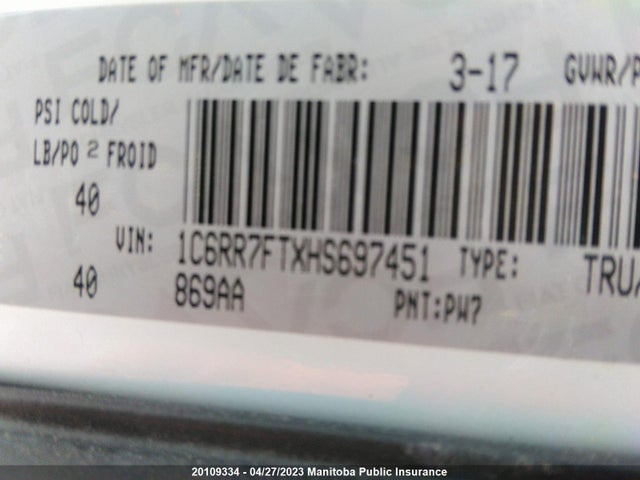 DATE OF MFR/DATE DE FABR: 3-17 GVWR/P
PSI COLD/
LB/PO 2 FROID
40
VIN: 1C6RR7FTXHS697451 TYPE: TRU
40 869AA PNT:PW7
20109334 - 04/27/2023 Manitoba Public Insurance